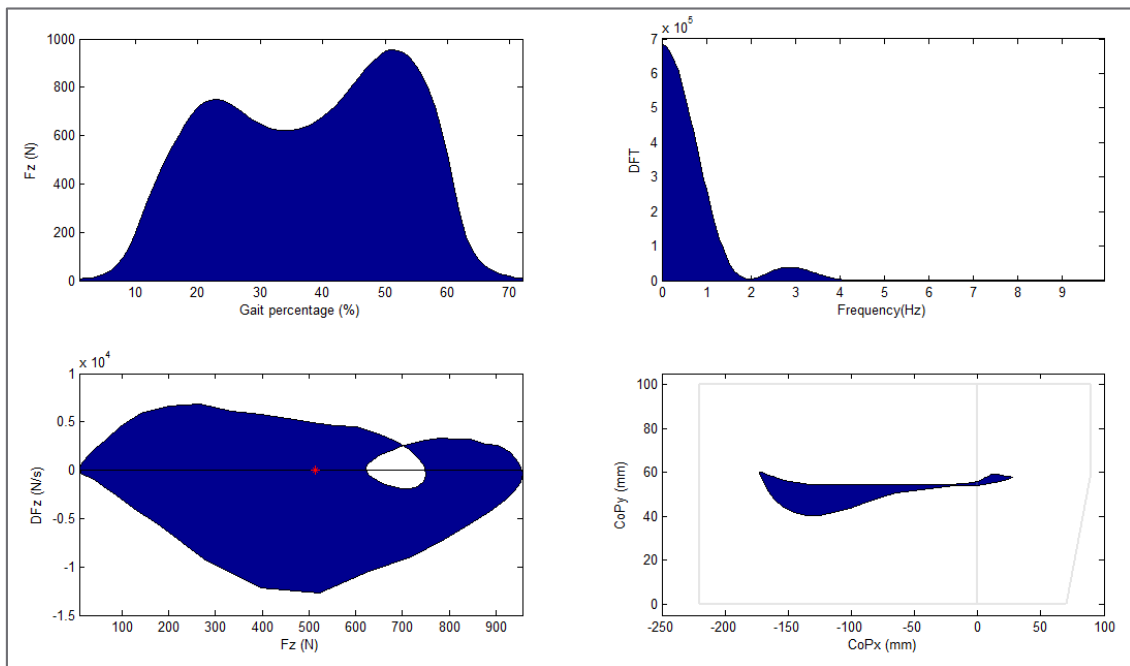 1000
800
600
400
200
0
Fz (N)
10 20 30 40 50 60 70
Gait percentage (%)
x 10^5
7
6
5
4
3
2
1
0
DFT
0 1 2 3 4 5 6 7 8 9
Frequency(Hz)
x 10^4
1
0.5
0
-0.5
-1
-1.5
DFz (N/s)
100 200 300 400 500 600 700 800 900
Fz (N)
100
80
60
40
20
0
CoPy (mm)
-250 -200 -150 -100 -50 0 50 100
CoPx (mm)